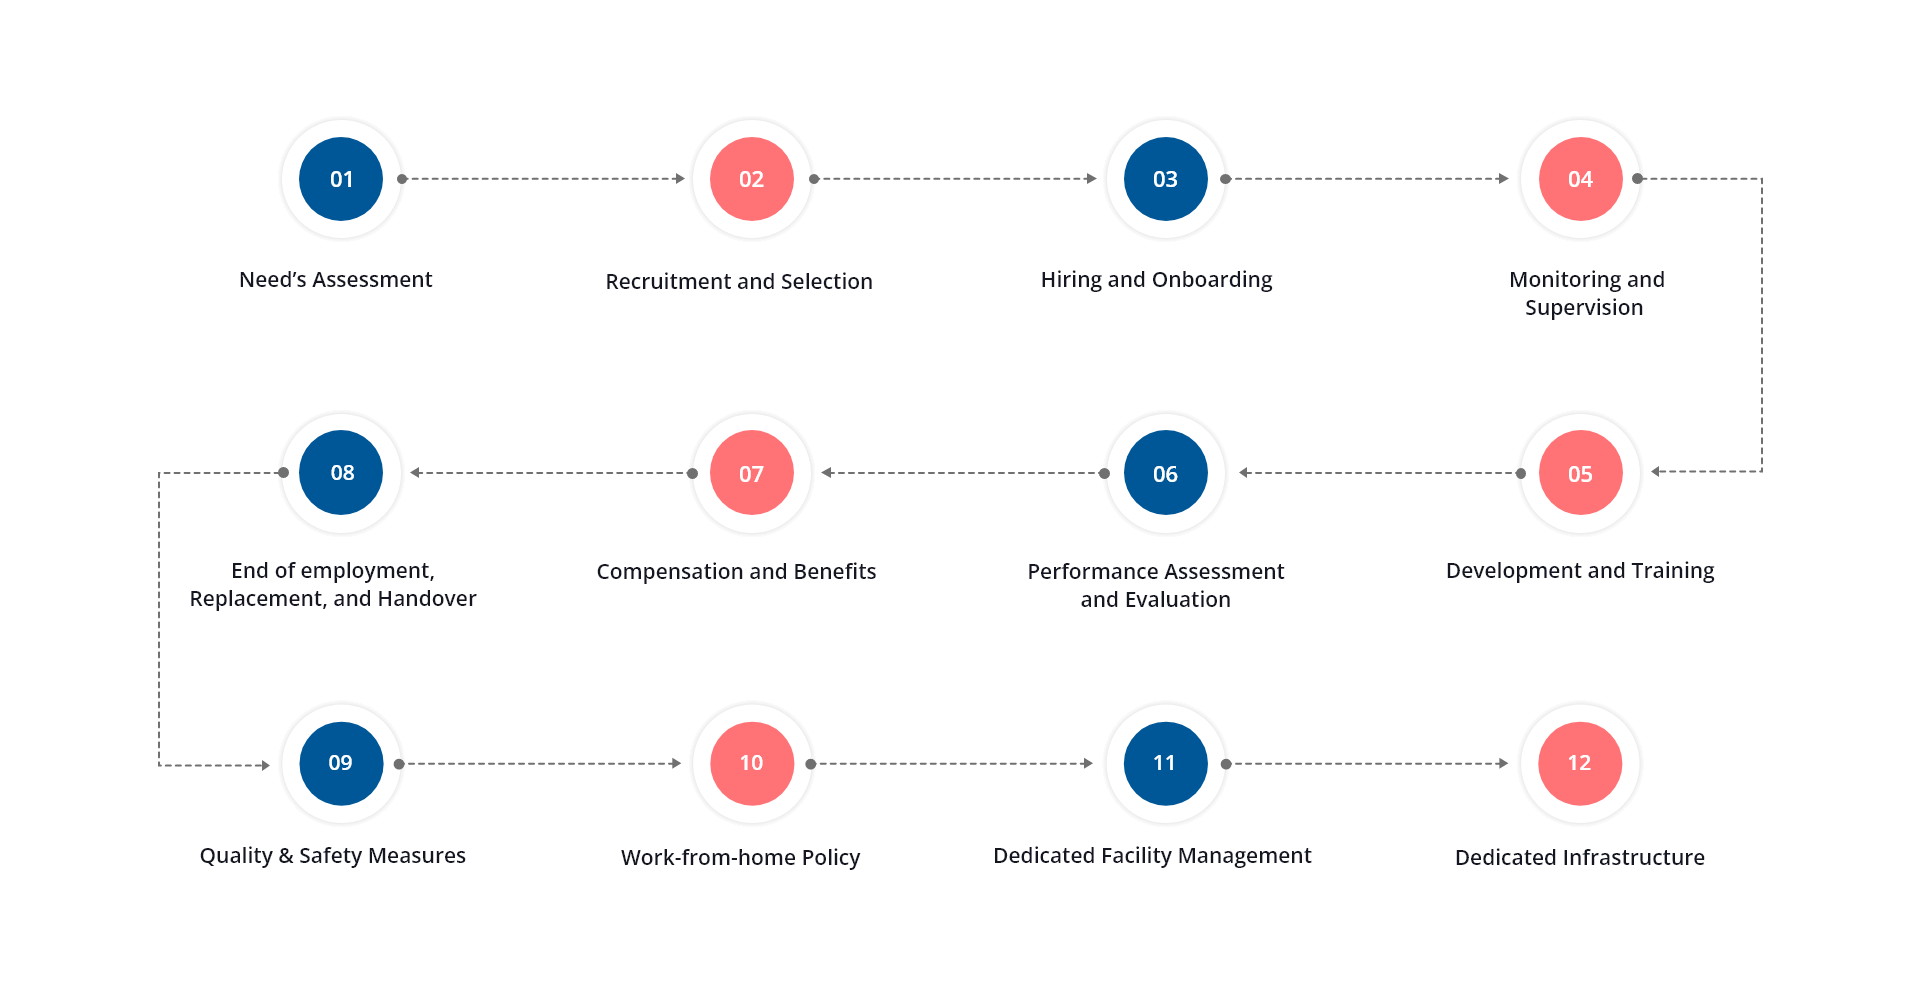 01
Need’s Assessment
02
Recruitment and Selection
03
Hiring and Onboarding
04
Monitoring and
Supervision
05
Development and Training
06
Performance Assessment
and Evaluation
07
Compensation and Benefits
08
End of employment,
Replacement, and Handover
09
Quality & Safety Measures
10
Work-from-home Policy
11
Dedicated Facility Management
12
Dedicated Infrastructure